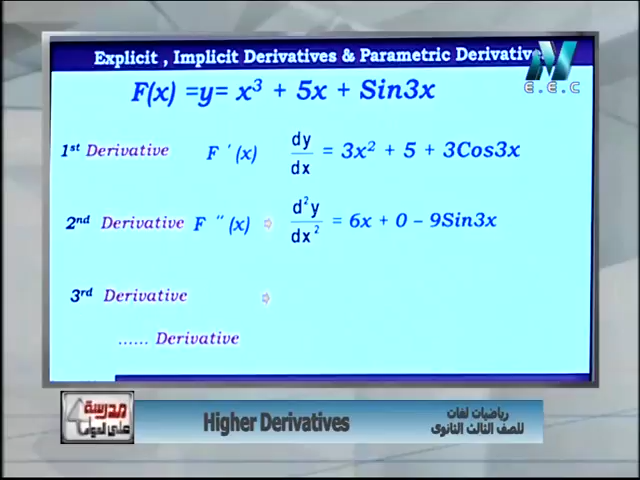 Explicit , Implicit Derivatives & Parametric Derivative
E.E.C
F(x) =y= x³ + 5x + Sin3x
1st Derivative F ′(x) dy/dx = 3x² + 5 + 3Cos3x
2nd Derivative F ″(x) ⇨ d²y/dx² = 6x + 0 – 9Sin3x
3rd Derivative ⇨
...... Derivative
مدرسة
على الهواء
Higher Derivatives
رياضيات لغات
للصف الثالث الثانوى